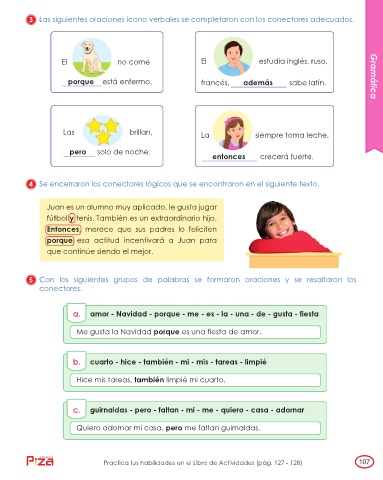 3 Las siguientes oraciones ícono verbales se completaron con los conectores adecuados.
El no come
porque está enfermo.
El estudia inglés, ruso,
francés, además sabe latín.
Gramática
Las brillan,
pero solo de noche.
La siempre toma leche,
entonces crecerá fuerte.
4 Se encerraron los conectores lógicos que se encontraron en el siguiente texto.
Juan es un alumno muy aplicado, le gusta jugar
fútbol y tenis. También es un extraordinario hijo.
Entonces, merece que sus padres lo feliciten
porque esa actitud incentivará a Juan para
que continúe siendo el mejor.
5 Con los siguientes grupos de palabras se formaron oraciones y se resaltaron los
conectores.
a. amor - Navidad - porque - me - es - la - una - de - gusta - fiesta
Me gusta la Navidad porque es una fiesta de amor.
b. cuarto - hice - también - mi - mis - tareas - limpié
Hice mis tareas, también limpié mi cuarto.
c. guirnaldas - pero - faltan - mi - me - quiero - casa - adornar
Quiero adornar mi casa, pero me faltan guirnaldas.
Practica tus habilidades en el Libro de Actividades (pág. 127 - 128)
107